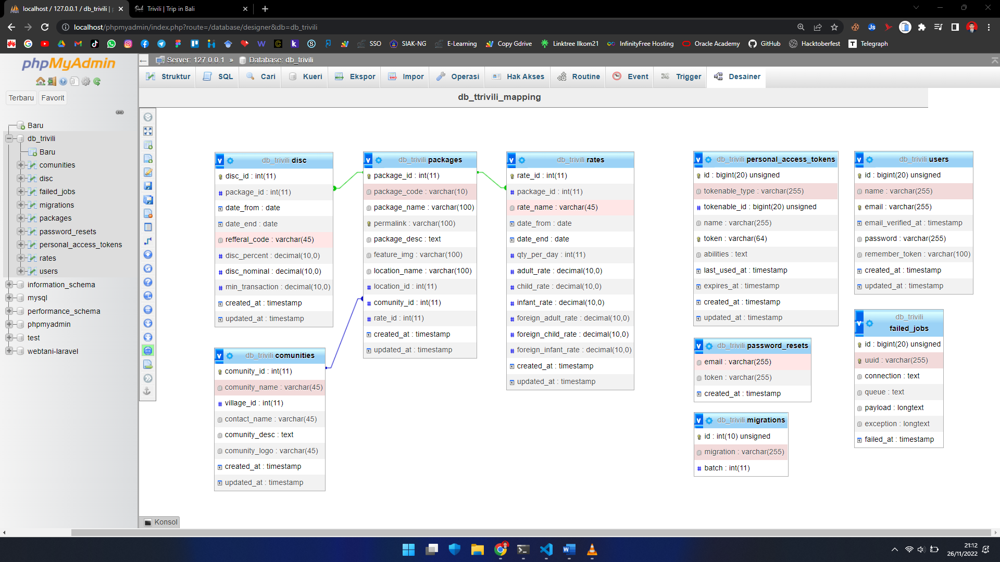 localhost / 127.0.0.1 / db_trivili |
Trivili | Trip in Bali
localhost/phpmyadmin/index.php?route=/database/designer&db=db_trivili
SSO
SIAK-NG
E-Learning
Copy Gdrive
Linktree Ilkom21
InfinityFree Hosting
Oracle Academy
GitHub
Hacktoberfest
Telegraph
phpMyAdmin
Terbaru
Favorit
Baru
db_trivili
Baru
comunities
disc
failed_jobs
migrations
packages
password_resets
personal_access_tokens
rates
users
information_schema
mysql
performance_schema
phpmyadmin
test
webtani-laravel
Server: 127.0.0.1 » Database: db_trivili
Struktur
SQL
Cari
Kueri
Ekspor
Impor
Operasi
Hak Akses
Routine
Event
Trigger
Desainer
db_ttrivili_mapping
v db_trivili disc
disc_id : int(11)
# package_id : int(11)
date_from : date
date_end : date
refferal_code : varchar(45)
# disc_percent : decimal(10,0)
# disc_nominal : decimal(10,0)
# min_transaction : decimal(10,0)
created_at : timestamp
updated_at : timestamp
v db_trivili comunities
comunity_id : int(11)
comunity_name : varchar(45)
# village_id : int(11)
contact_name : varchar(45)
comunity_desc : text
comunity_logo : varchar(45)
created_at : timestamp
updated_at : timestamp
v db_trivili packages
package_id : int(11)
package_code : varchar(10)
package_name : varchar(100)
permalink : varchar(100)
package_desc : text
feature_img : varchar(100)
location_name : varchar(100)
# location_id : int(11)
# comunity_id : int(11)
# rate_id : int(11)
created_at : timestamp
updated_at : timestamp
v db_trivili rates
rate_id : int(11)
# package_id : int(11)
rate_name : varchar(45)
date_from : date
date_end : date
# qty_per_day : int(11)
# adult_rate : decimal(10,0)
# child_rate : decimal(10,0)
# infant_rate : decimal(10,0)
# foreign_adult_rate : decimal(10,0)
# foreign_child_rate : decimal(10,0)
# foreign_infant_rate : decimal(10,0)
created_at : timestamp
updated_at : timestamp
v db_trivili personal_access_tokens
id : bigint(20) unsigned
tokenable_type : varchar(255)
# tokenable_id : bigint(20) unsigned
name : varchar(255)
token : varchar(64)
abilities : text
last_used_at : timestamp
expires_at : timestamp
created_at : timestamp
updated_at : timestamp
v db_trivili password_resets
email : varchar(255)
token : varchar(255)
created_at : timestamp
v db_trivili migrations
id : int(10) unsigned
migration : varchar(255)
# batch : int(11)
v db_trivili users
id : bigint(20) unsigned
name : varchar(255)
email : varchar(255)
email_verified_at : timestamp
password : varchar(255)
remember_token : varchar(100)
created_at : timestamp
updated_at : timestamp
v db_trivili
failed_jobs
id : bigint(20) unsigned
uuid : varchar(255)
connection : text
queue : text
payload : longtext
exception : longtext
failed_at : timestamp
Konsol
21:12
26/11/2022